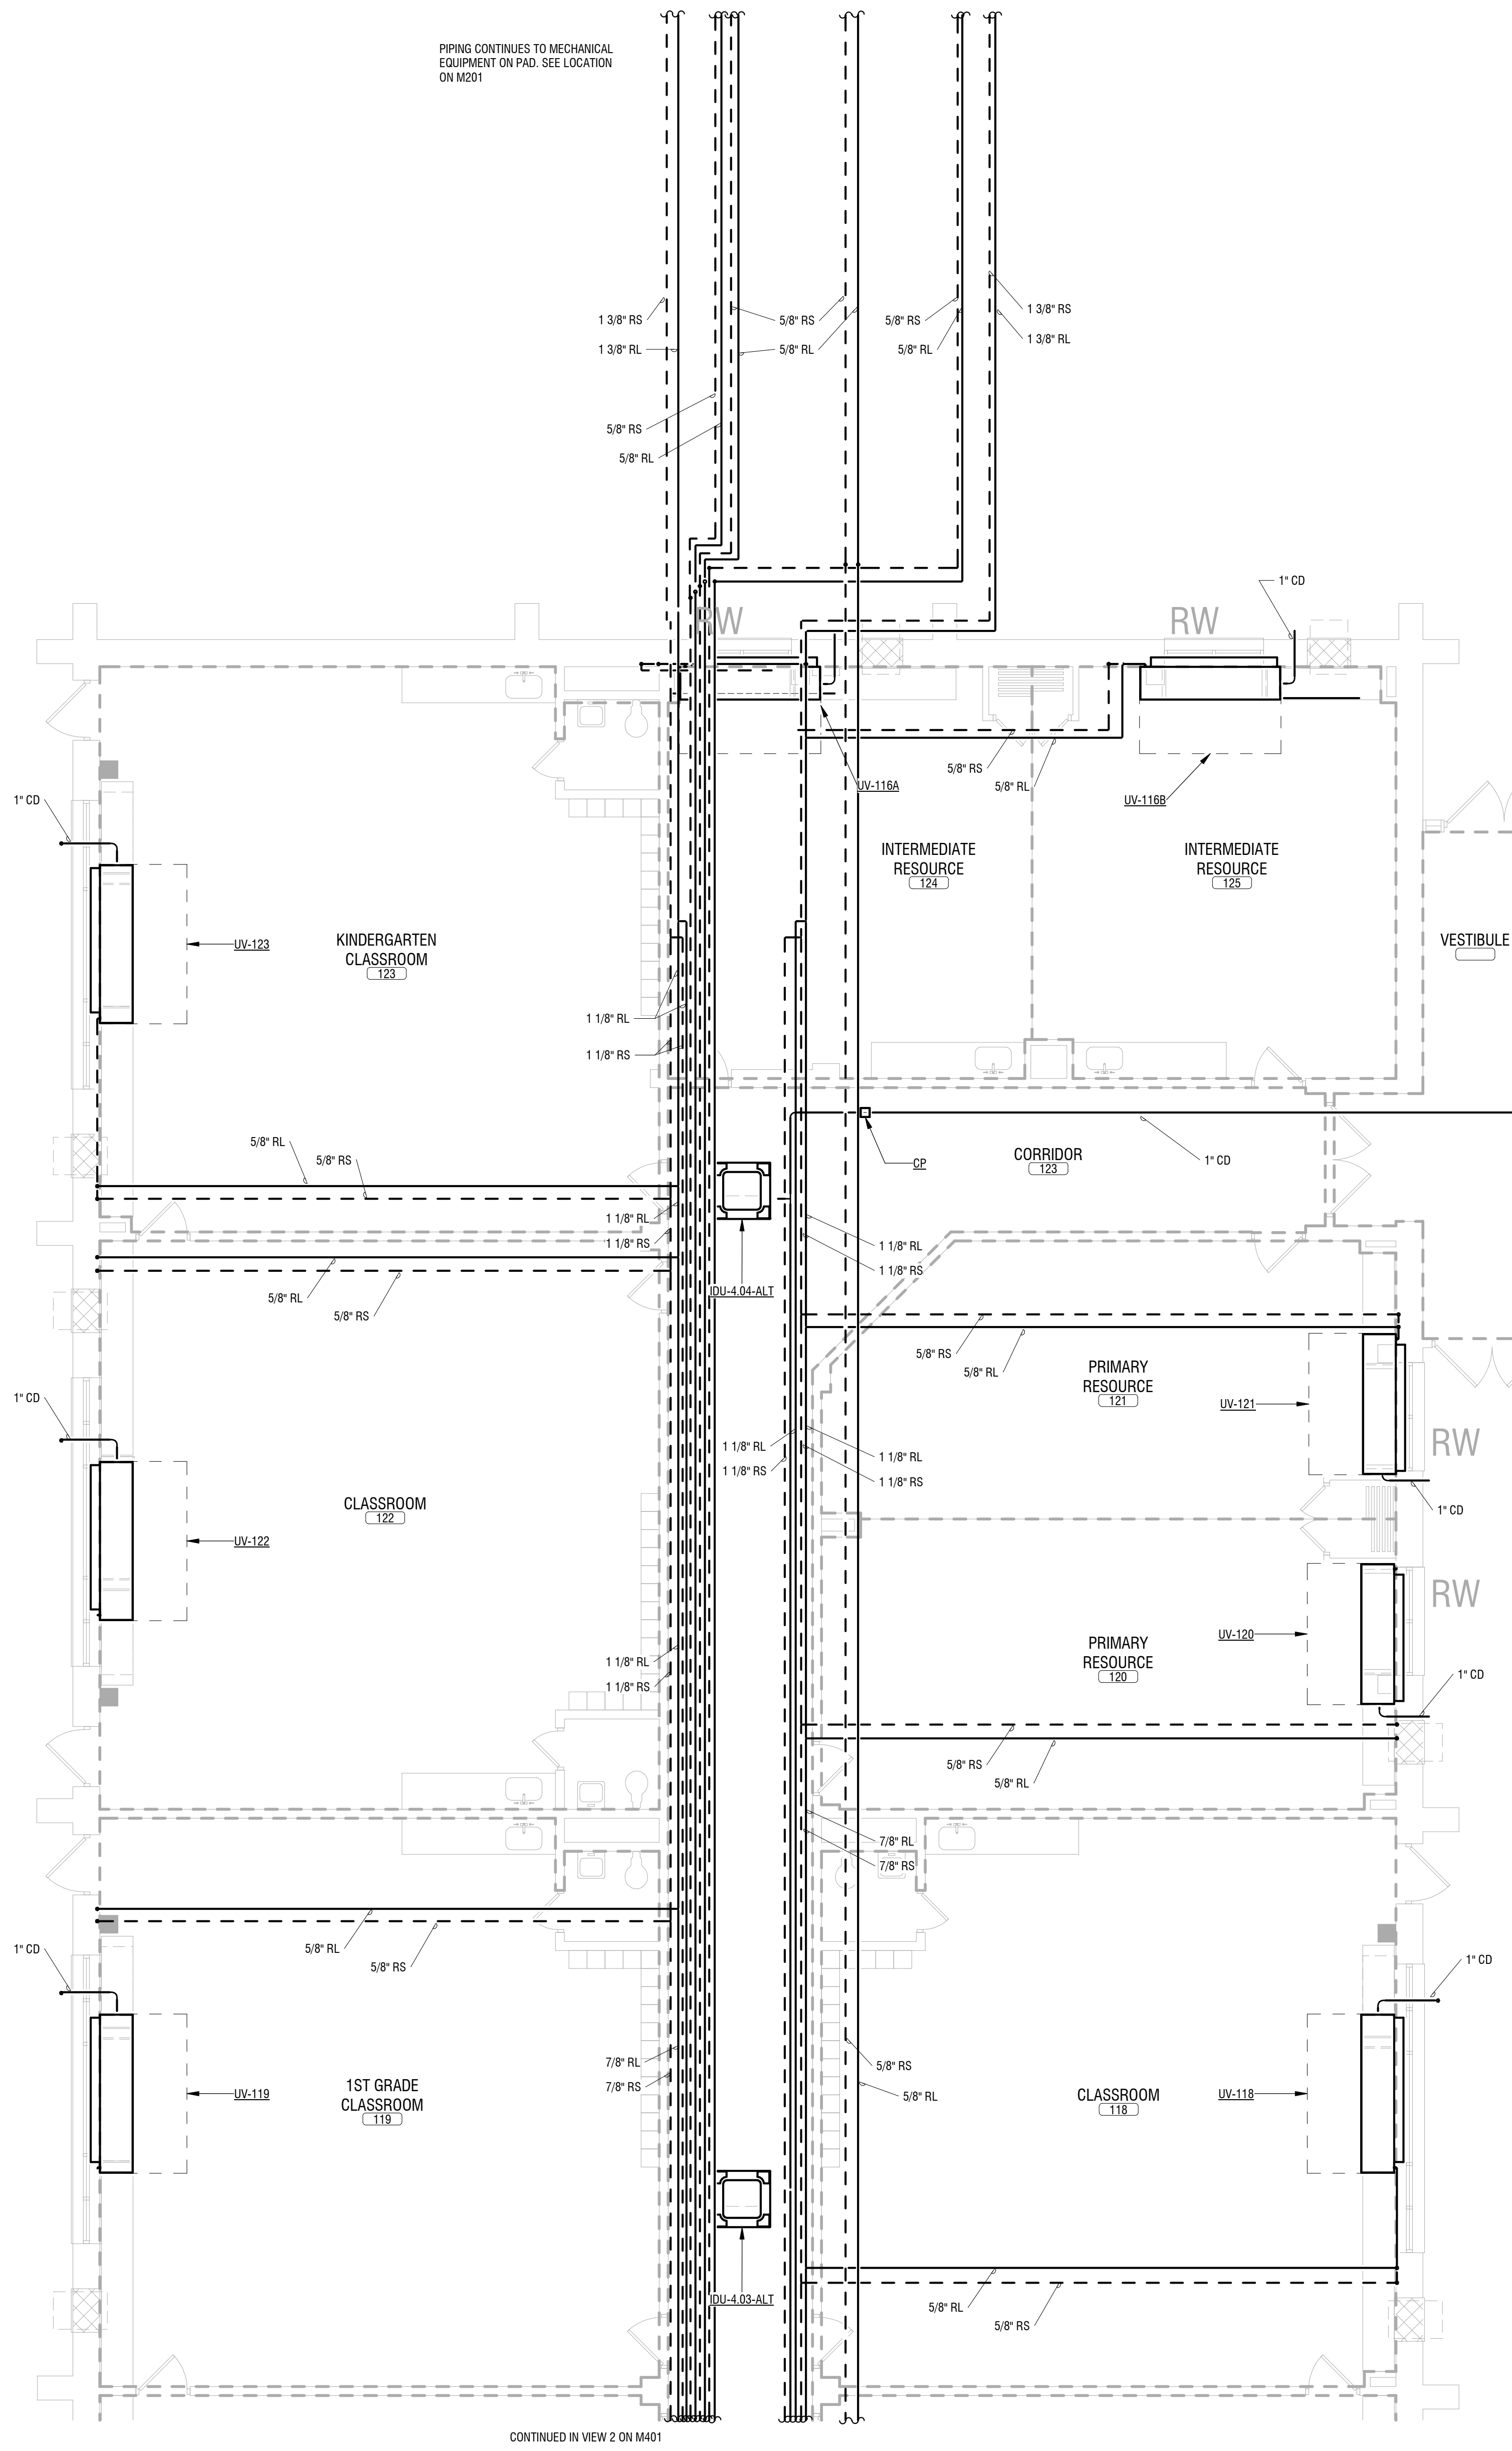 PIPING CONTINUES TO MECHANICAL
EQUIPMENT ON PAD. SEE LOCATION
ON M201
1 3/8" RS
1 3/8" RL
5/8" RS
5/8" RL
5/8" RS
5/8" RL
1 3/8" RS
1 3/8" RL
5/8" RS
5/8" RL
1" CD
RW
RW
5/8" RS
5/8" RL
UV-116A
UV-116B
1" CD
INTERMEDIATE
RESOURCE
124
INTERMEDIATE
RESOURCE
125
UV-123
KINDERGARTEN
CLASSROOM
123
VESTIBULE
1 1/8" RL
1 1/8" RS
5/8" RL
5/8" RS
CP
CORRIDOR
123
1" CD
1 1/8" RL
1 1/8" RS
1 1/8" RL
1 1/8" RS
IDU-4.04-ALT
5/8" RL
5/8" RS
5/8" RS
5/8" RL
PRIMARY
RESOURCE
121
UV-121
1" CD
RW
1 1/8" RL
1 1/8" RS
1 1/8" RL
1 1/8" RS
CLASSROOM
122
UV-122
1" CD
RW
PRIMARY
RESOURCE
120
UV-120
1 1/8" RL
1 1/8" RS
1" CD
5/8" RS
5/8" RL
7/8" RL
7/8" RS
5/8" RL
5/8" RS
1" CD
1" CD
7/8" RL
7/8" RS
5/8" RS
5/8" RL
UV-119
1ST GRADE
CLASSROOM
119
CLASSROOM
118
UV-118
IDU-4.03-ALT
5/8" RL
5/8" RS
CONTINUED IN VIEW 2 ON M401